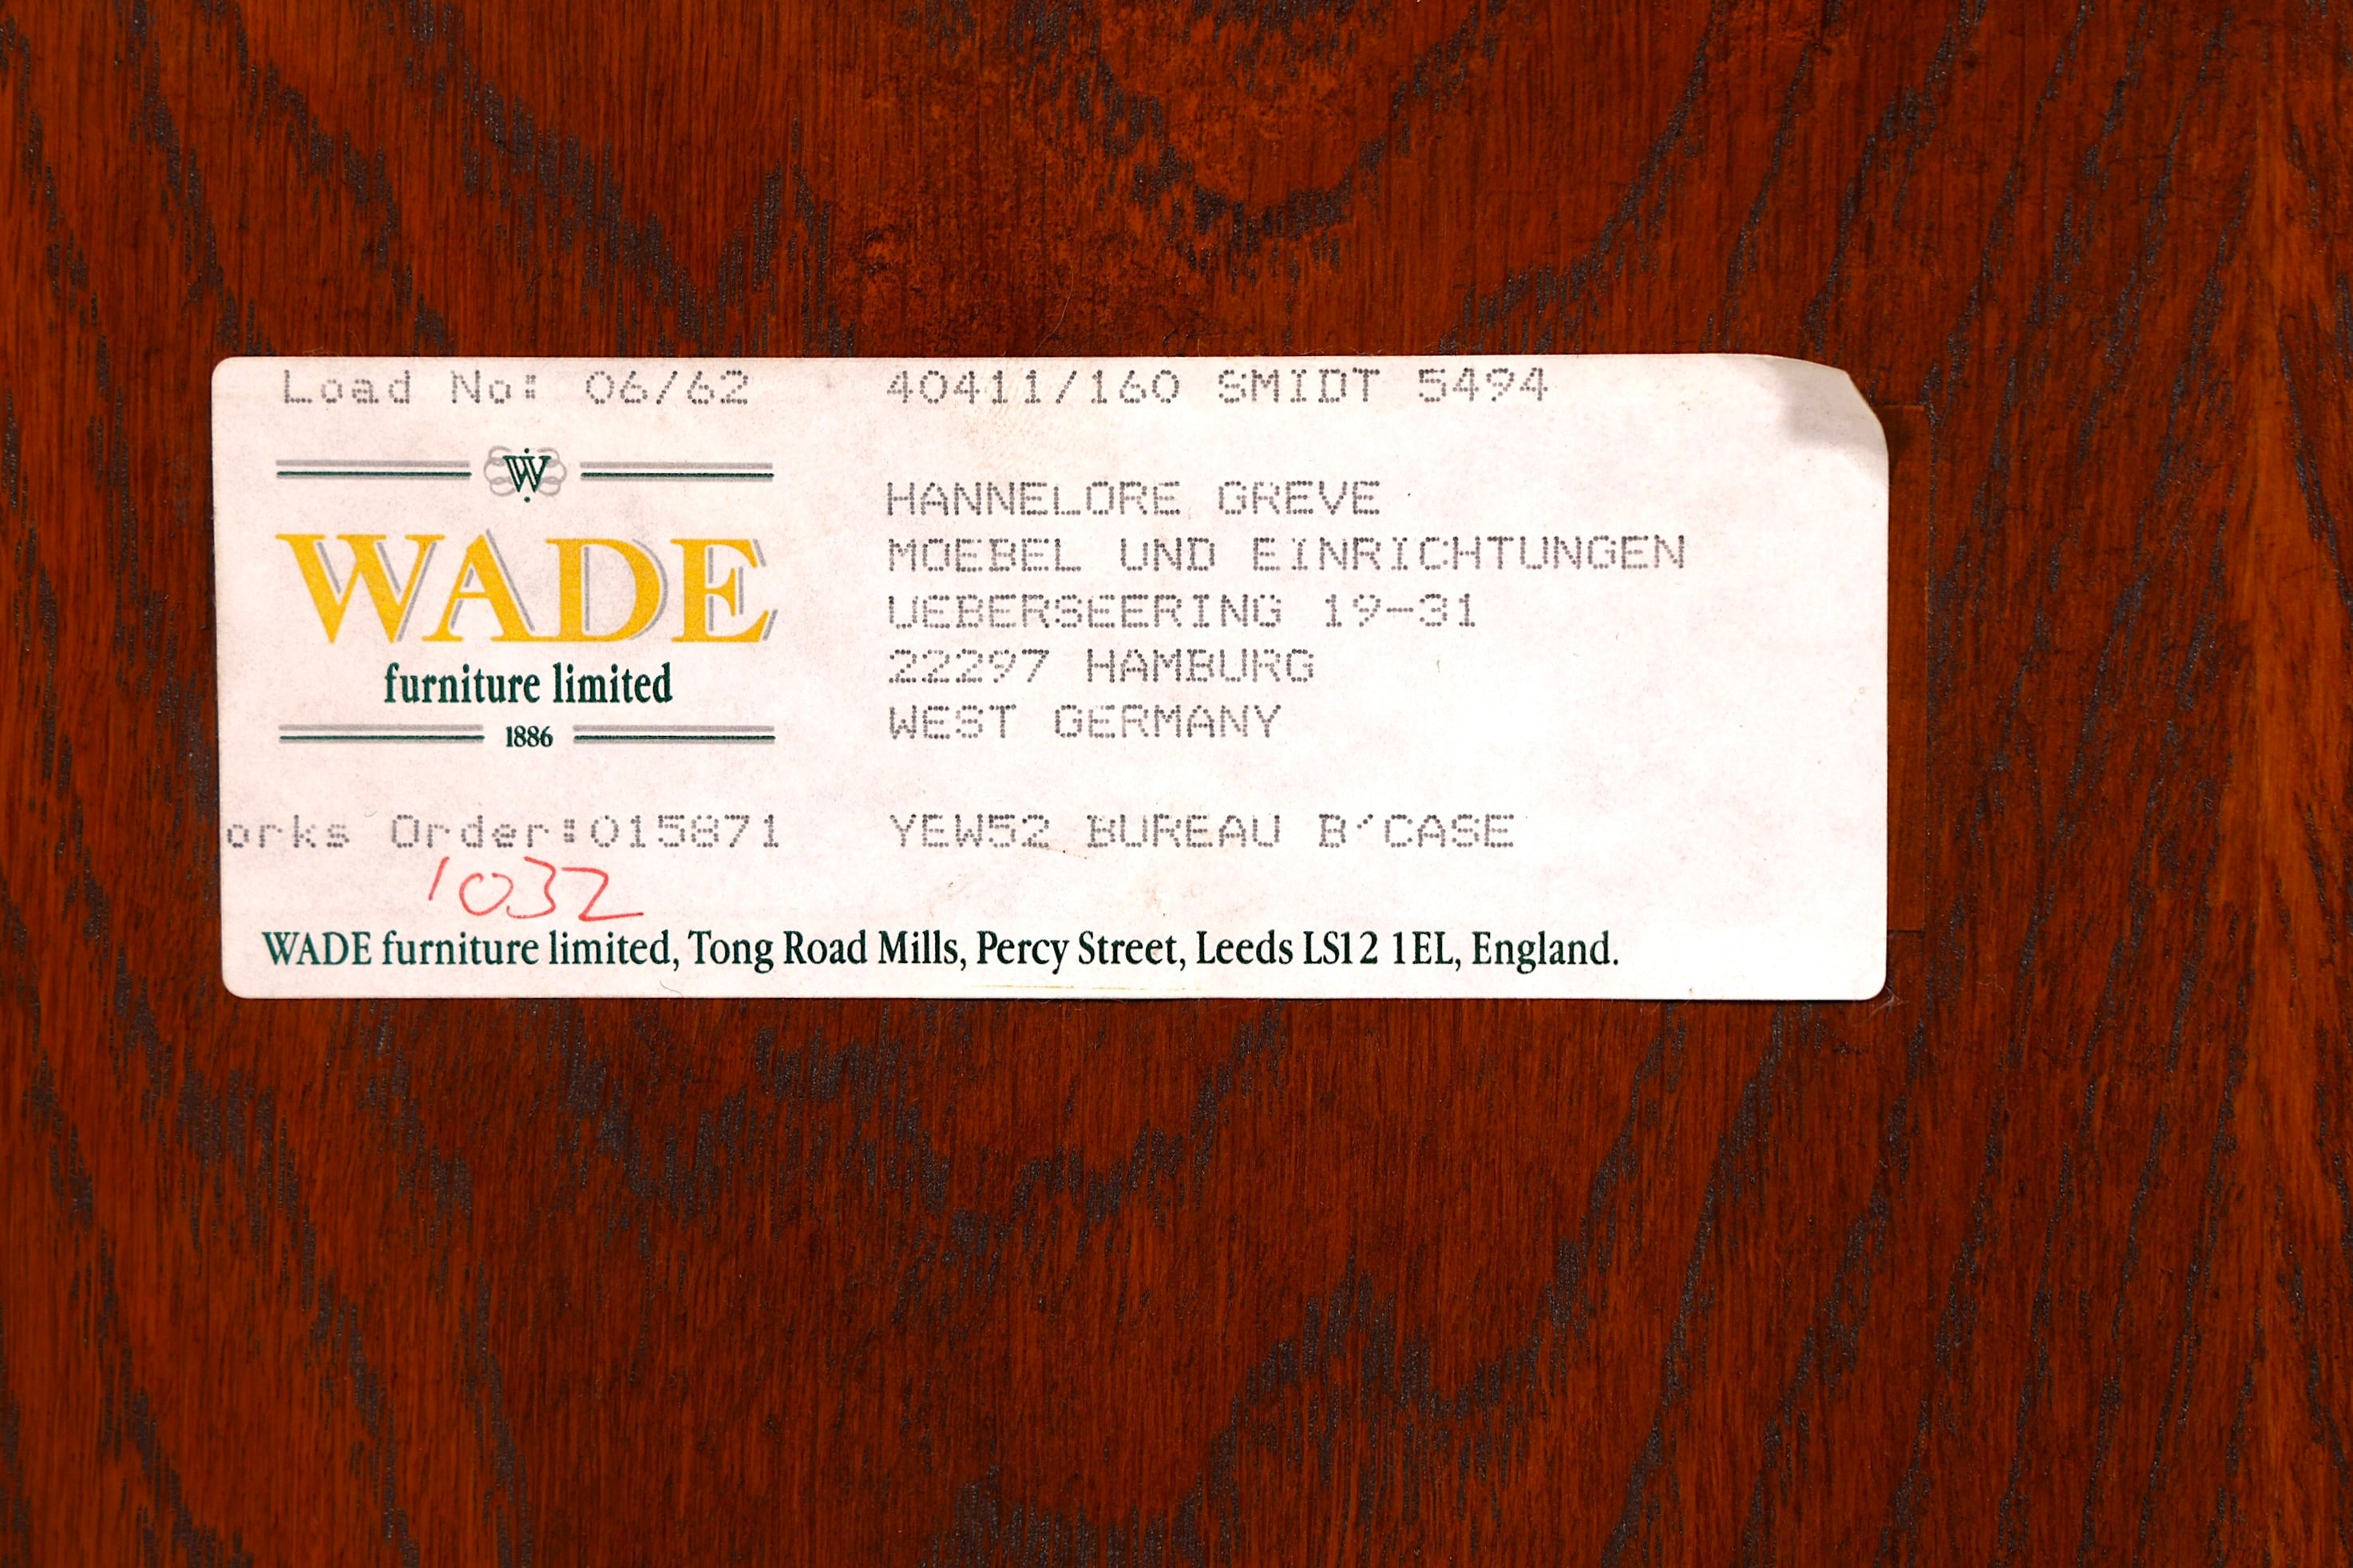 Load No: 06/62 40411/160 SMIDT 5494
W
WADE
furniture limited
1886
HANNELORE GREVE
MOEBEL UND EINRICHTUNGEN
UEBERSEERING 19-31
22297 HAMBURG
WEST GERMANY
orks Order:015871 YEW52 BUREAU B'CASE
1032
WADE furniture limited, Tong Road Mills, Percy Street, Leeds LS12 1EL, England.